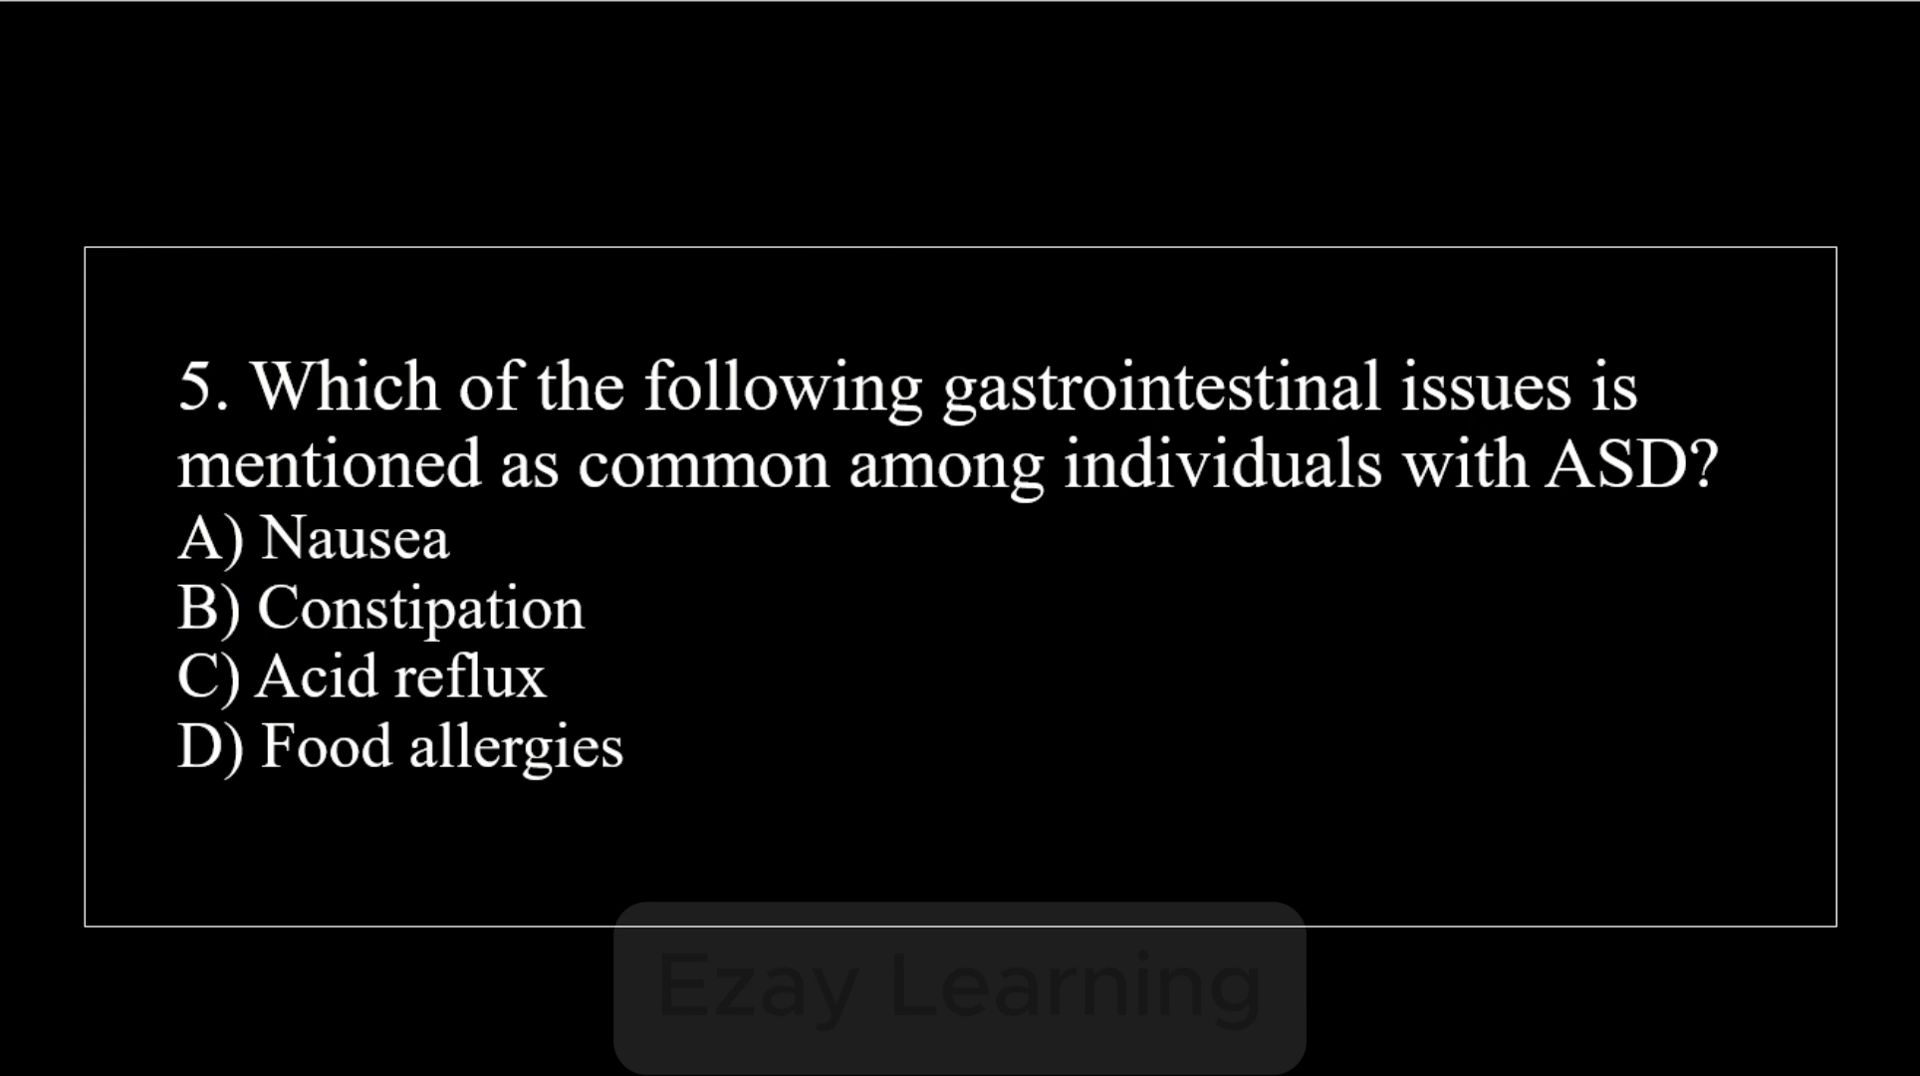 5. Which of the following gastrointestinal issues is
mentioned as common among individuals with ASD?
A) Nausea
B) Constipation
C) Acid reflux
D) Food allergies
Ezay Learning